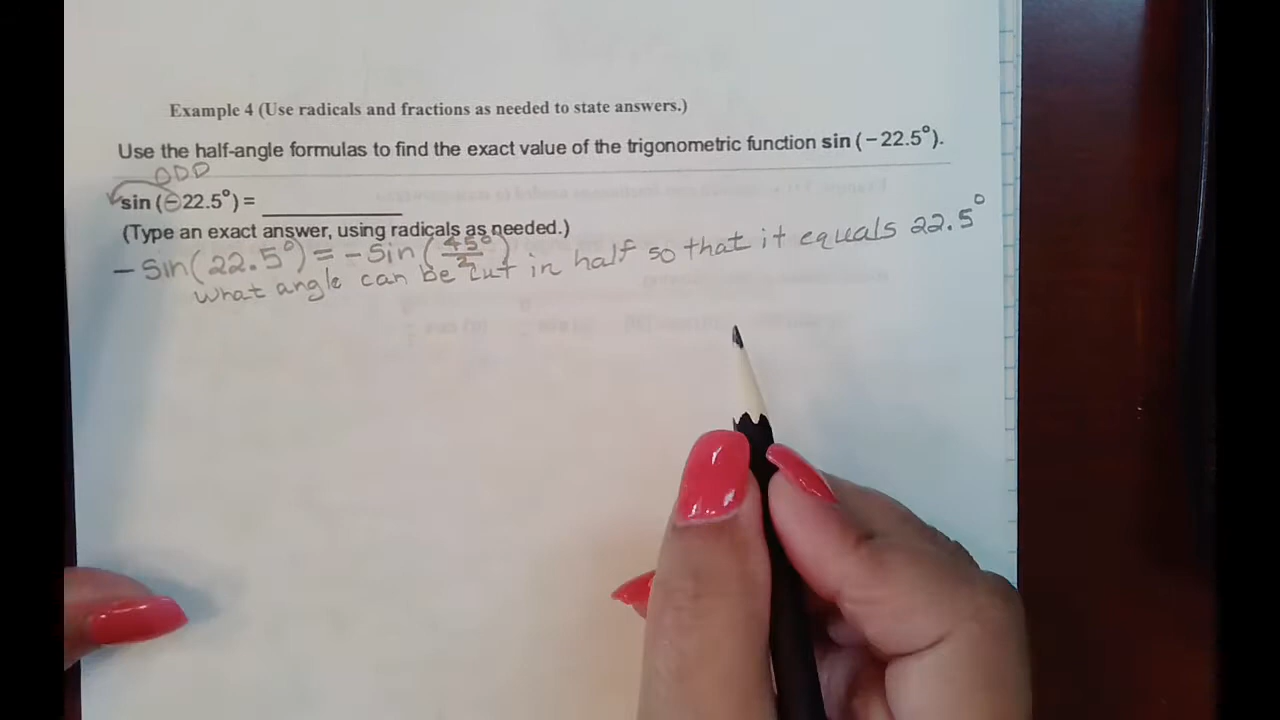 Example 4 (Use radicals and fractions as needed to state answers.)
Use the half-angle formulas to find the exact value of the trigonometric function sin (−22.5°).
ODD
sin (−22.5°) = ____________
(Type an exact answer, using radicals as needed.)
− sin(22.5°) = − sin(45°/2)
What angle can be cut in half so that it equals 22.5°